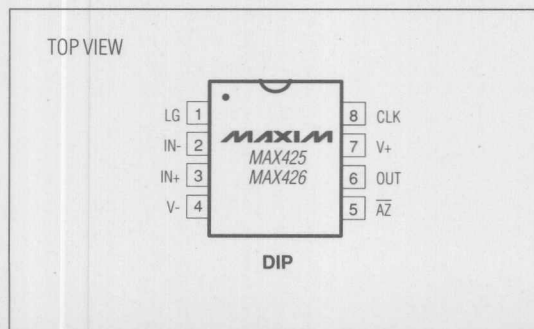 TOP VIEW
LG 1
IN- 2
IN+ 3
V- 4
MAXIM
MAX425
MAX426
8 CLK
7 V+
6 OUT
5 A̅Z̅
DIP